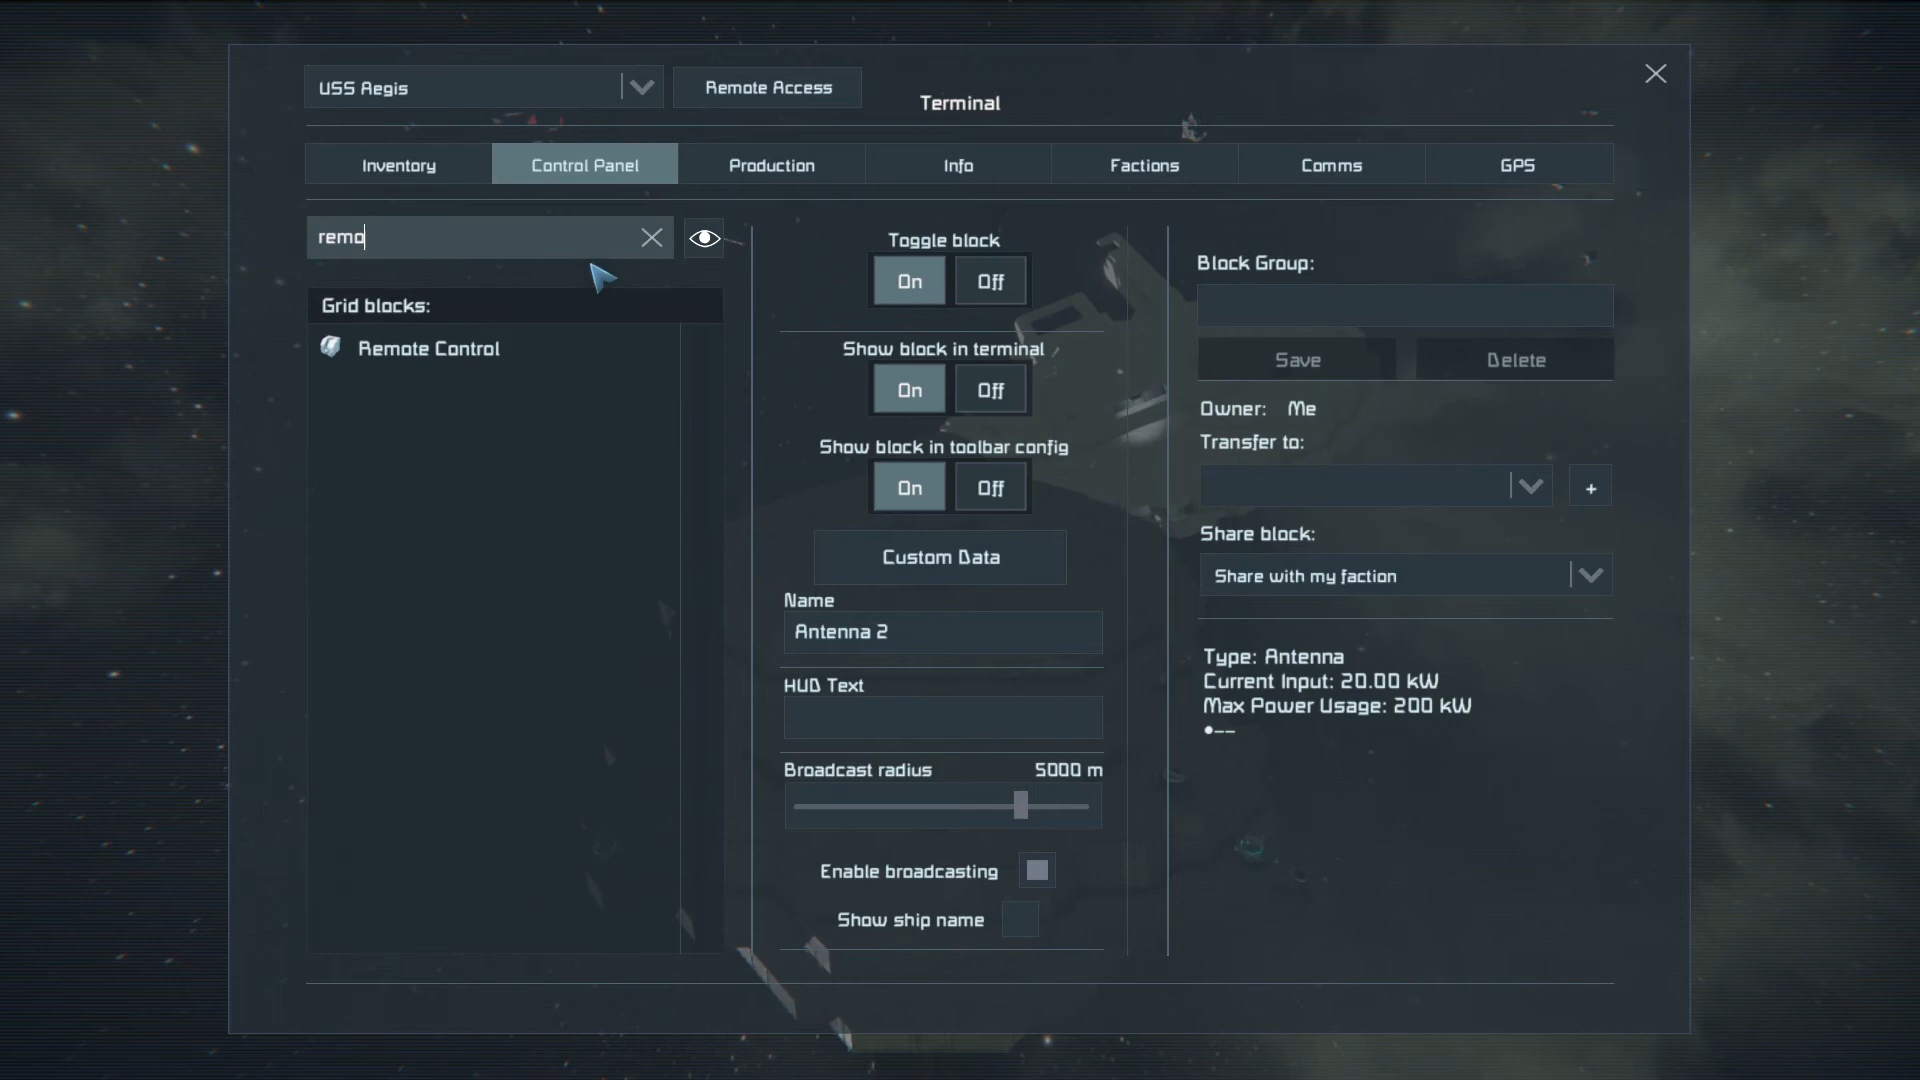 USS Aegis
Remote Access
Terminal
Inventory
Control Panel
Production
Info
Factions
Comms
GPS
remo
Grid blocks:
Remote Control
Toggle block
On Off
Show block in terminal
On Off
Show block in toolbar config
On Off
Custom Data
Name
Antenna 2
HUD Text
Broadcast radius 5000 m
Enable broadcasting
Show ship name
Block Group:
Save Delete
Owner: Me
Transfer to:
+
Share block:
Share with my faction
Type: Antenna
Current Input: 20.00 kW
Max Power Usage: 200 kW
•--